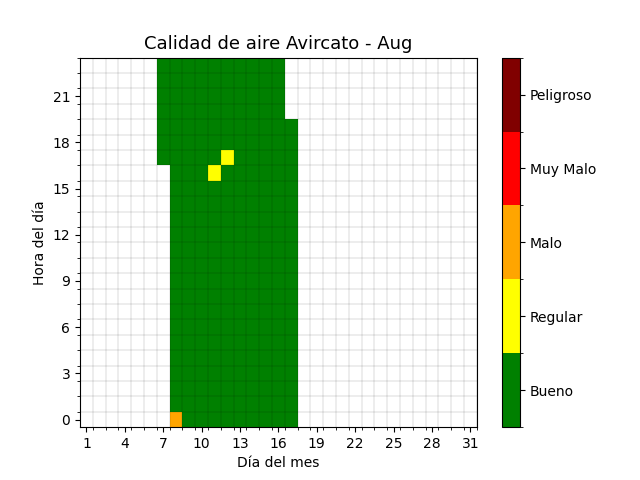 Calidad de aire Avircato - Aug
Hora del día
21
18
15
12
9
6
3
0
1 4 7 10 13 16 19 22 25 28 31
Día del mes
Peligroso
Muy Malo
Malo
Regular
Bueno